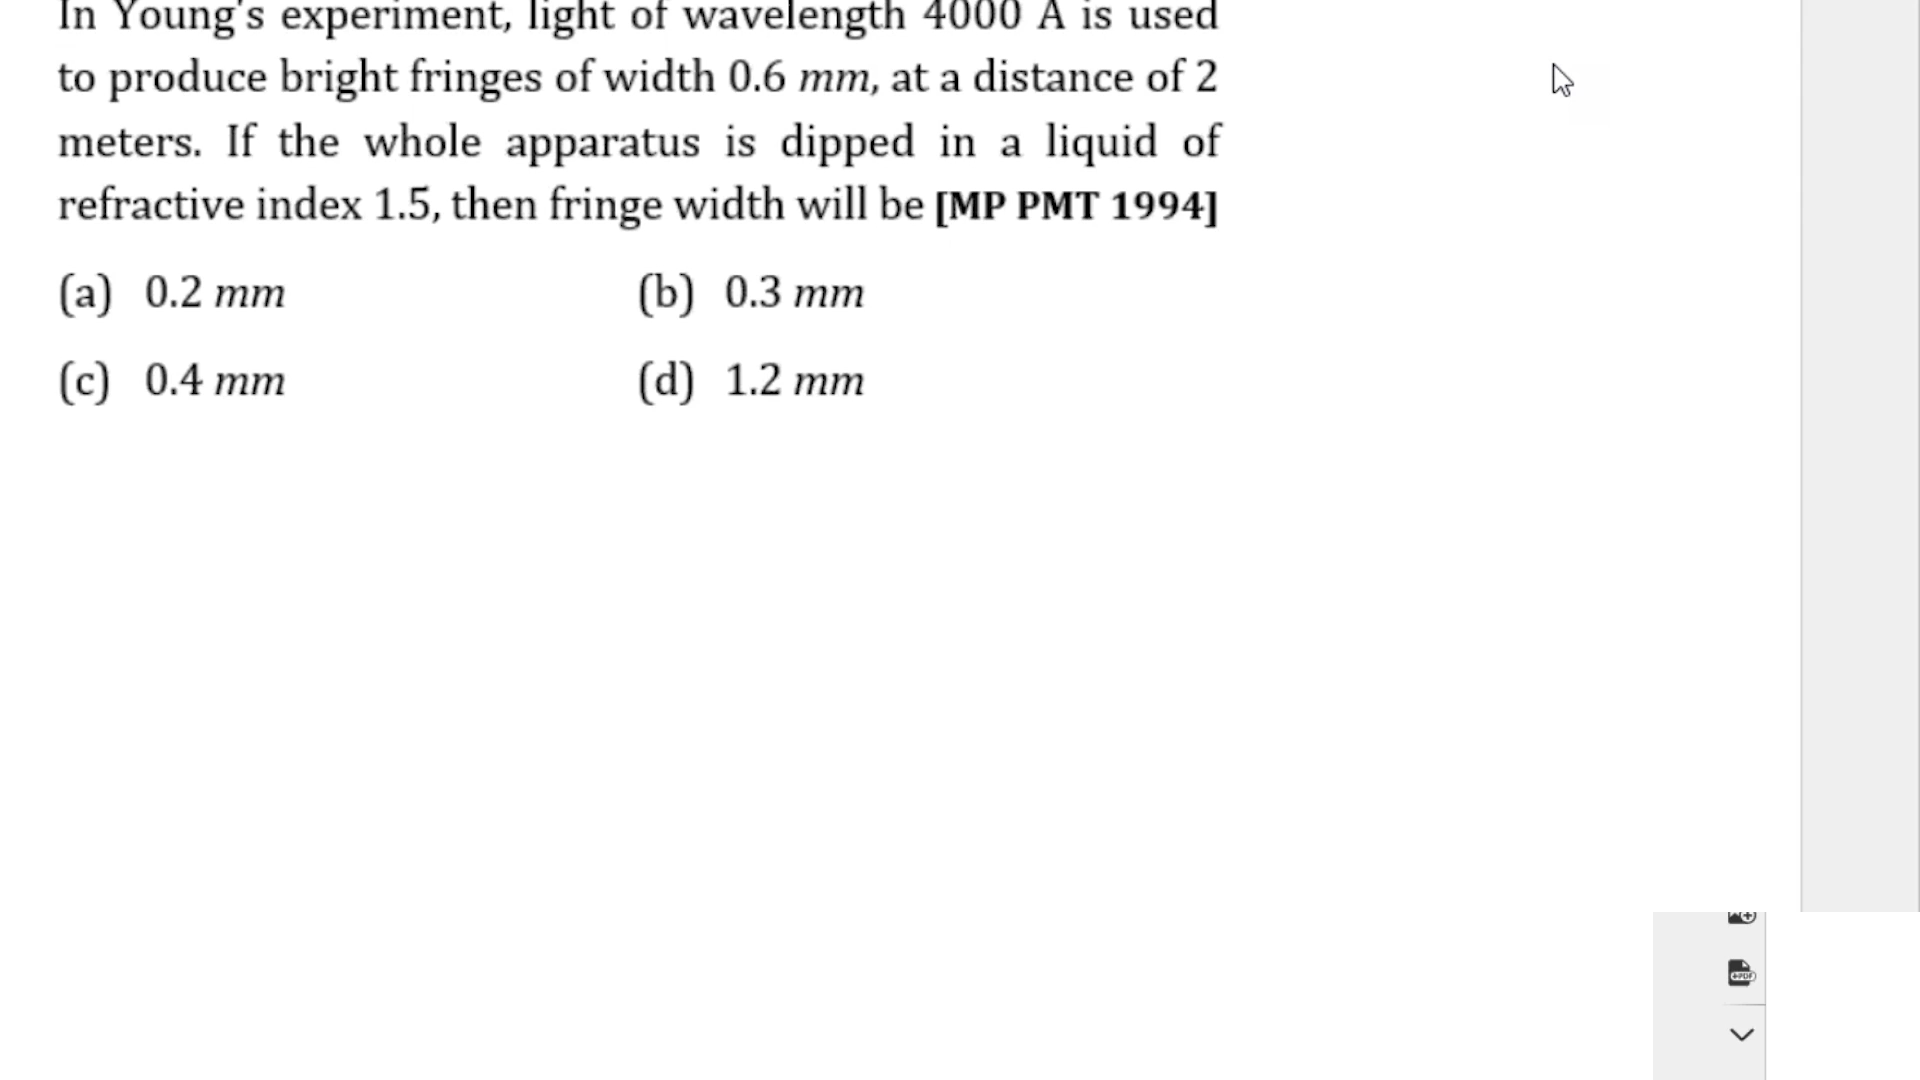 In Young's experiment, light of wavelength 4000 Å is used
to produce bright fringes of width 0.6 mm, at a distance of 2
meters. If the whole apparatus is dipped in a liquid of
refractive index 1.5, then fringe width will be [MP PMT 1994]
(a) 0.2 mm (b) 0.3 mm
(c) 0.4 mm (d) 1.2 mm
+PDF